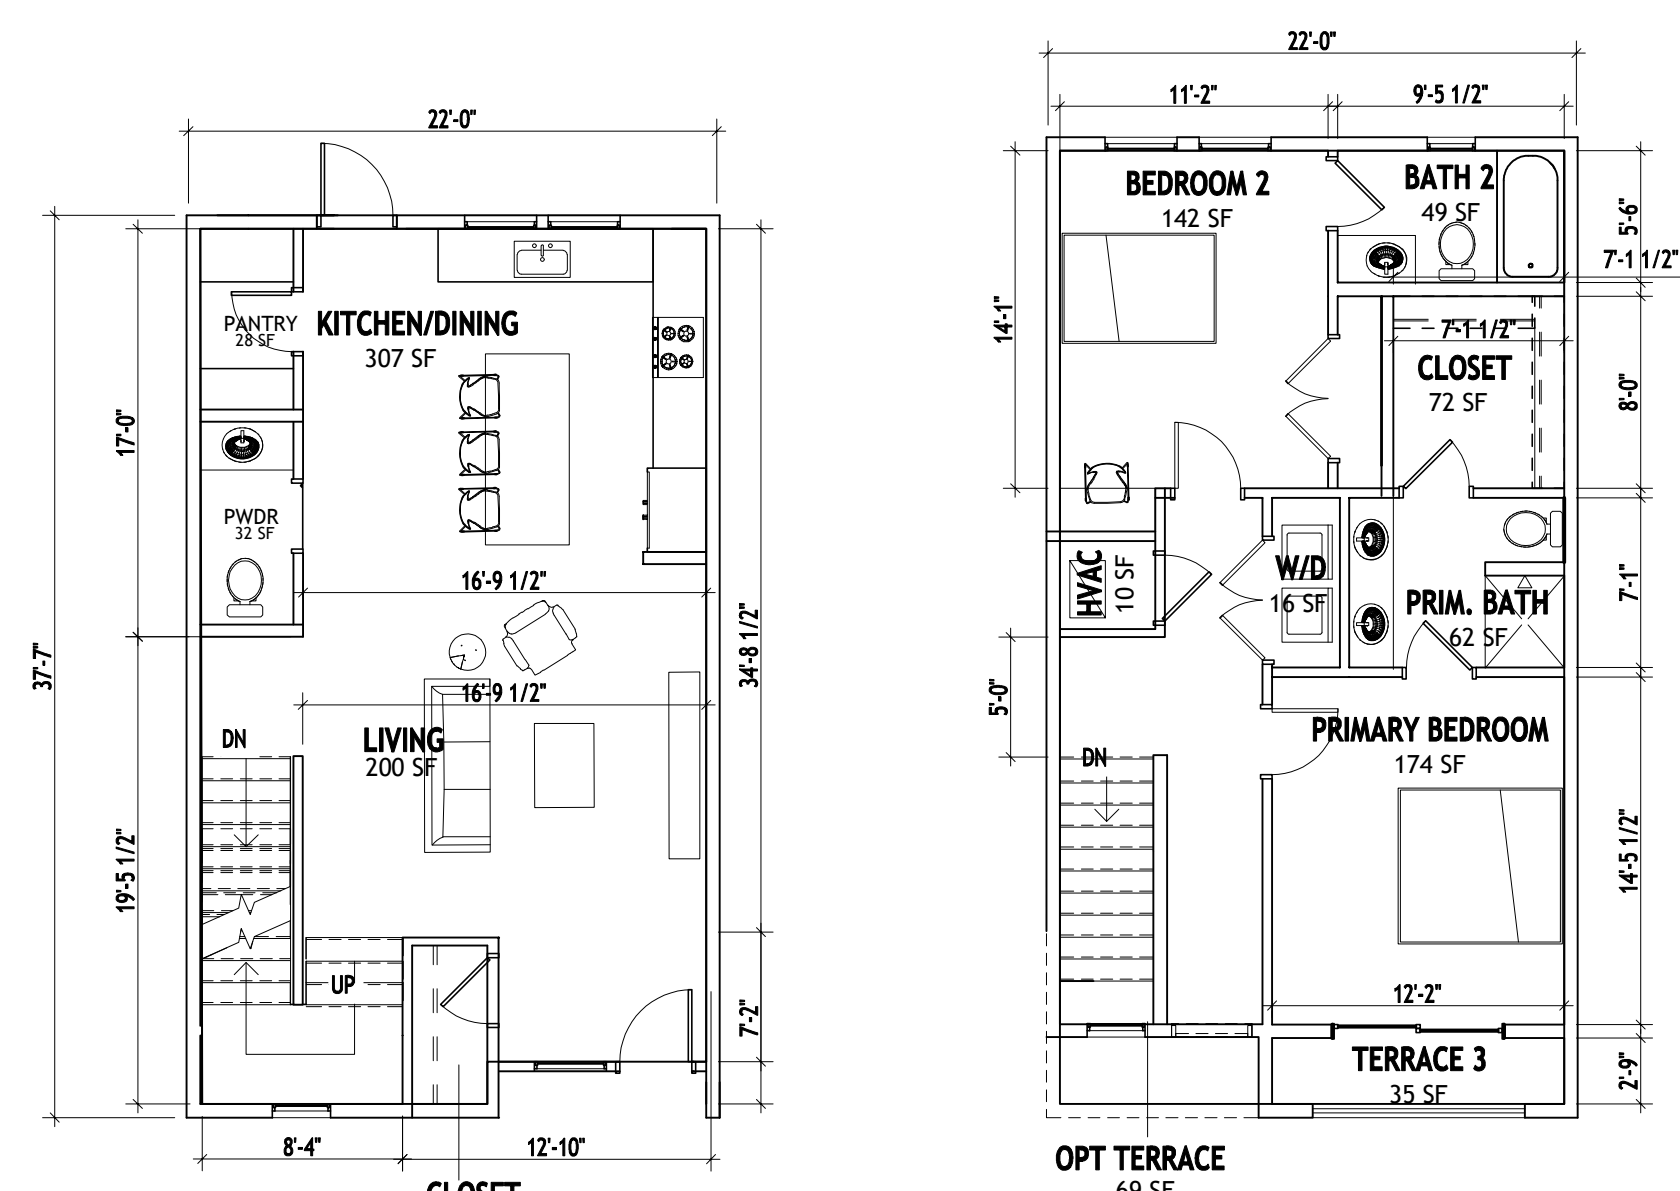 22'-0"
KITCHEN/DINING
307 SF
PANTRY
28 SF
PWDR
32 SF
16'-9 1/2"
16'-9 1/2"
LIVING
200 SF
DN
UP
37'-7"
17'-0"
19'-5 1/2"
34'-8 1/2"
7'-2"
8'-4"
12'-10"
CLOSET
22'-0"
11'-2"
9'-5 1/2"
BEDROOM 2
142 SF
BATH 2
49 SF
5'-6"
7'-1 1/2"
7'-1 1/2"
CLOSET
72 SF
14'-1"
8'-0"
HVAC
10 SF
W/D
16 SF
PRIM. BATH
62 SF
7'-1"
5'-0"
DN
PRIMARY BEDROOM
174 SF
14'-5 1/2"
12'-2"
TERRACE 3
35 SF
2'-9"
OPT TERRACE
69 SF